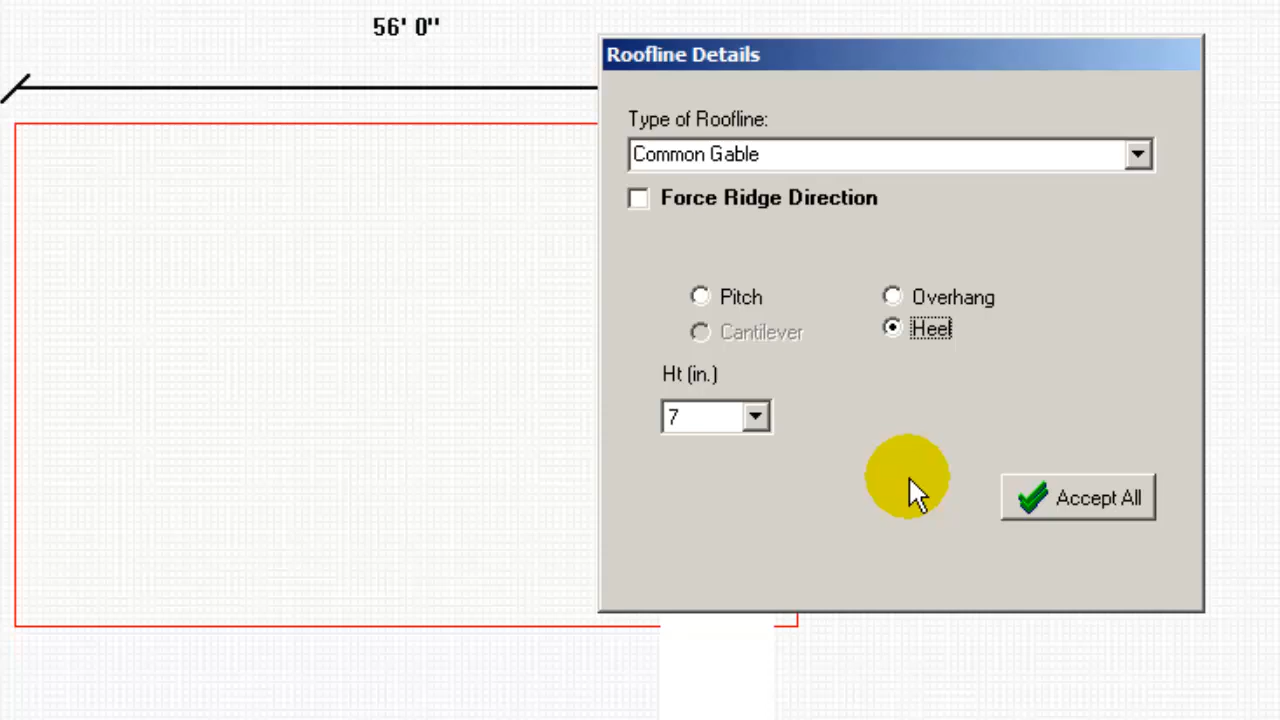 56' 0"
Roofline Details
Type of Roofline:
Common Gable
Force Ridge Direction
Pitch
Overhang
Cantilever
Heel
Ht (in.)
7
Accept All